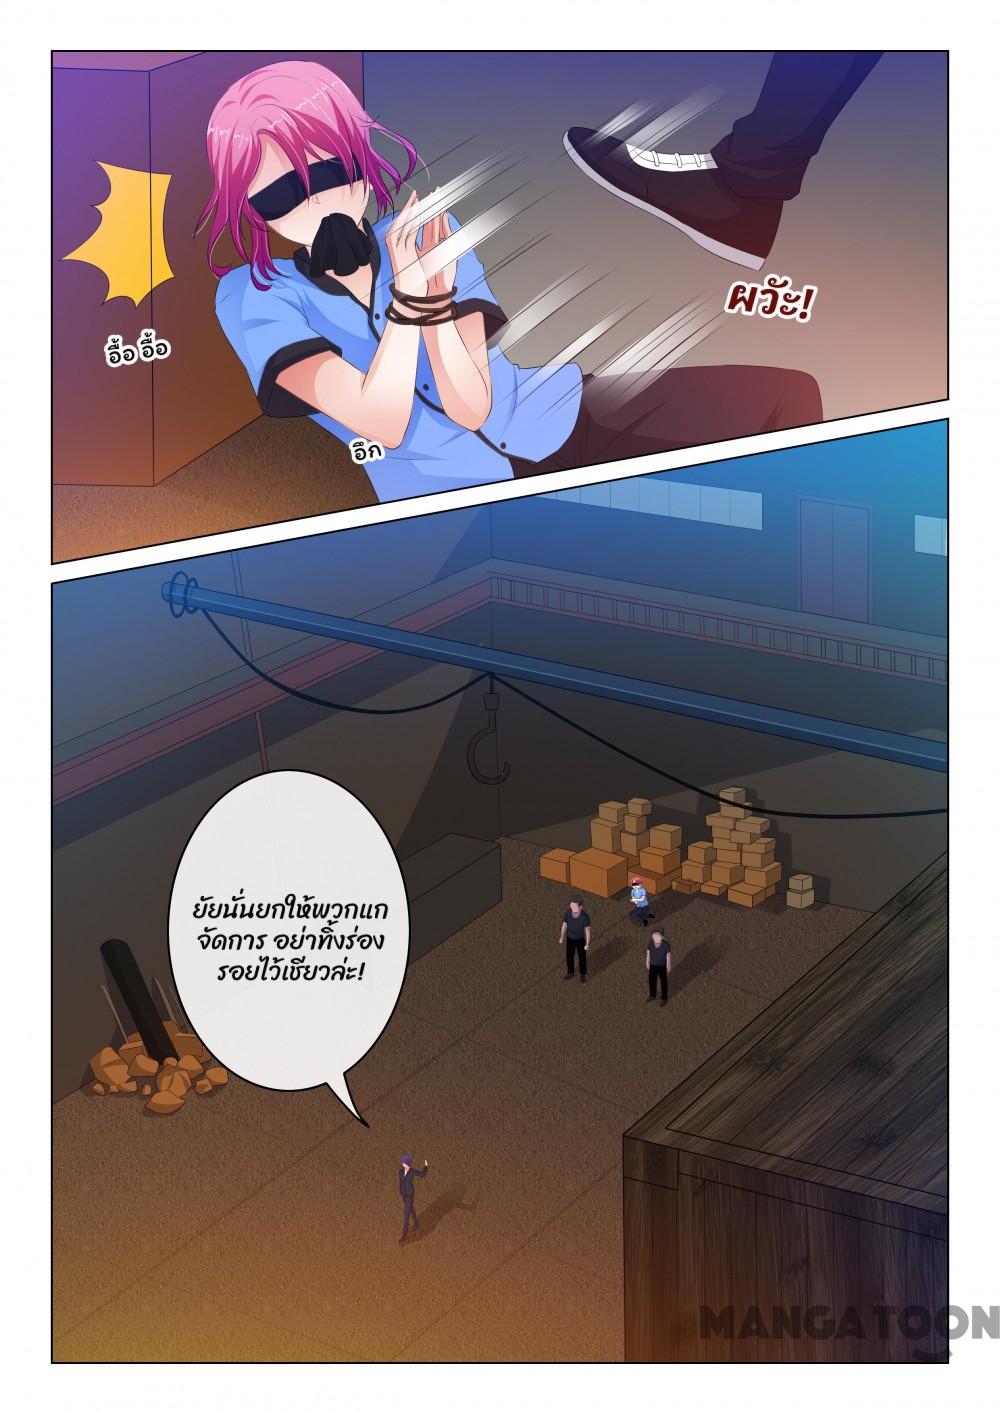 ผวัะ!
อื้อ อื้อ
อึก
ยัยนั่นยกให้พวกแก
จัดการ อย่าทิ้งร่อง
รอยไว้เชียวล่ะ!
MANGATOON